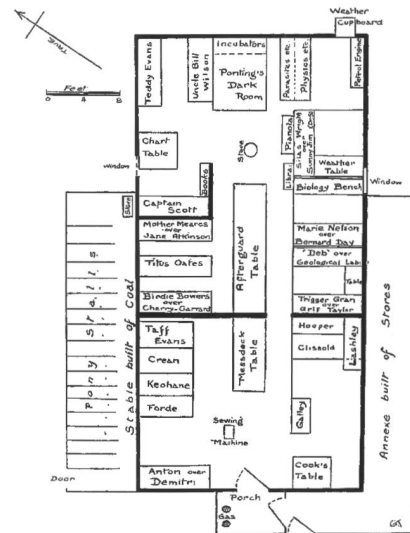 Weather
Cupboard
TRUE
Feet
0 4 8
Teddy Evans
Uncle Bill
Wilson
Incubators
Ponting's
Dark
Room
Parasites etc.
Physics etc.
Petrol Engine
Chart
Table
Window
Stove
Pianola
Silas Wright
over
Sunny Jim
Weather
Table
Books
Library
Biology Bench
Window
Store
Captain
Scott
Mother Meares
over
Jane Atkinson
Titus Oates
Birdie Bowers
over
Cherry-Garrard
Afterguard
Table
Marie Nelson
over
Bernard Day
'Deb' over
Geological Lab.
Table
Trigger Gran
over
Grif Taylor
Pony Stalls
Stable built of Coal
Taff
Evans
Crean
Keohane
Forde
Messdeck
Table
Hooper
Clissold
Lashley
Galley
Sewing
Machine
Annexe built of Stores
Anton over
Demitri
Door
Cook's
Table
Porch
Gas